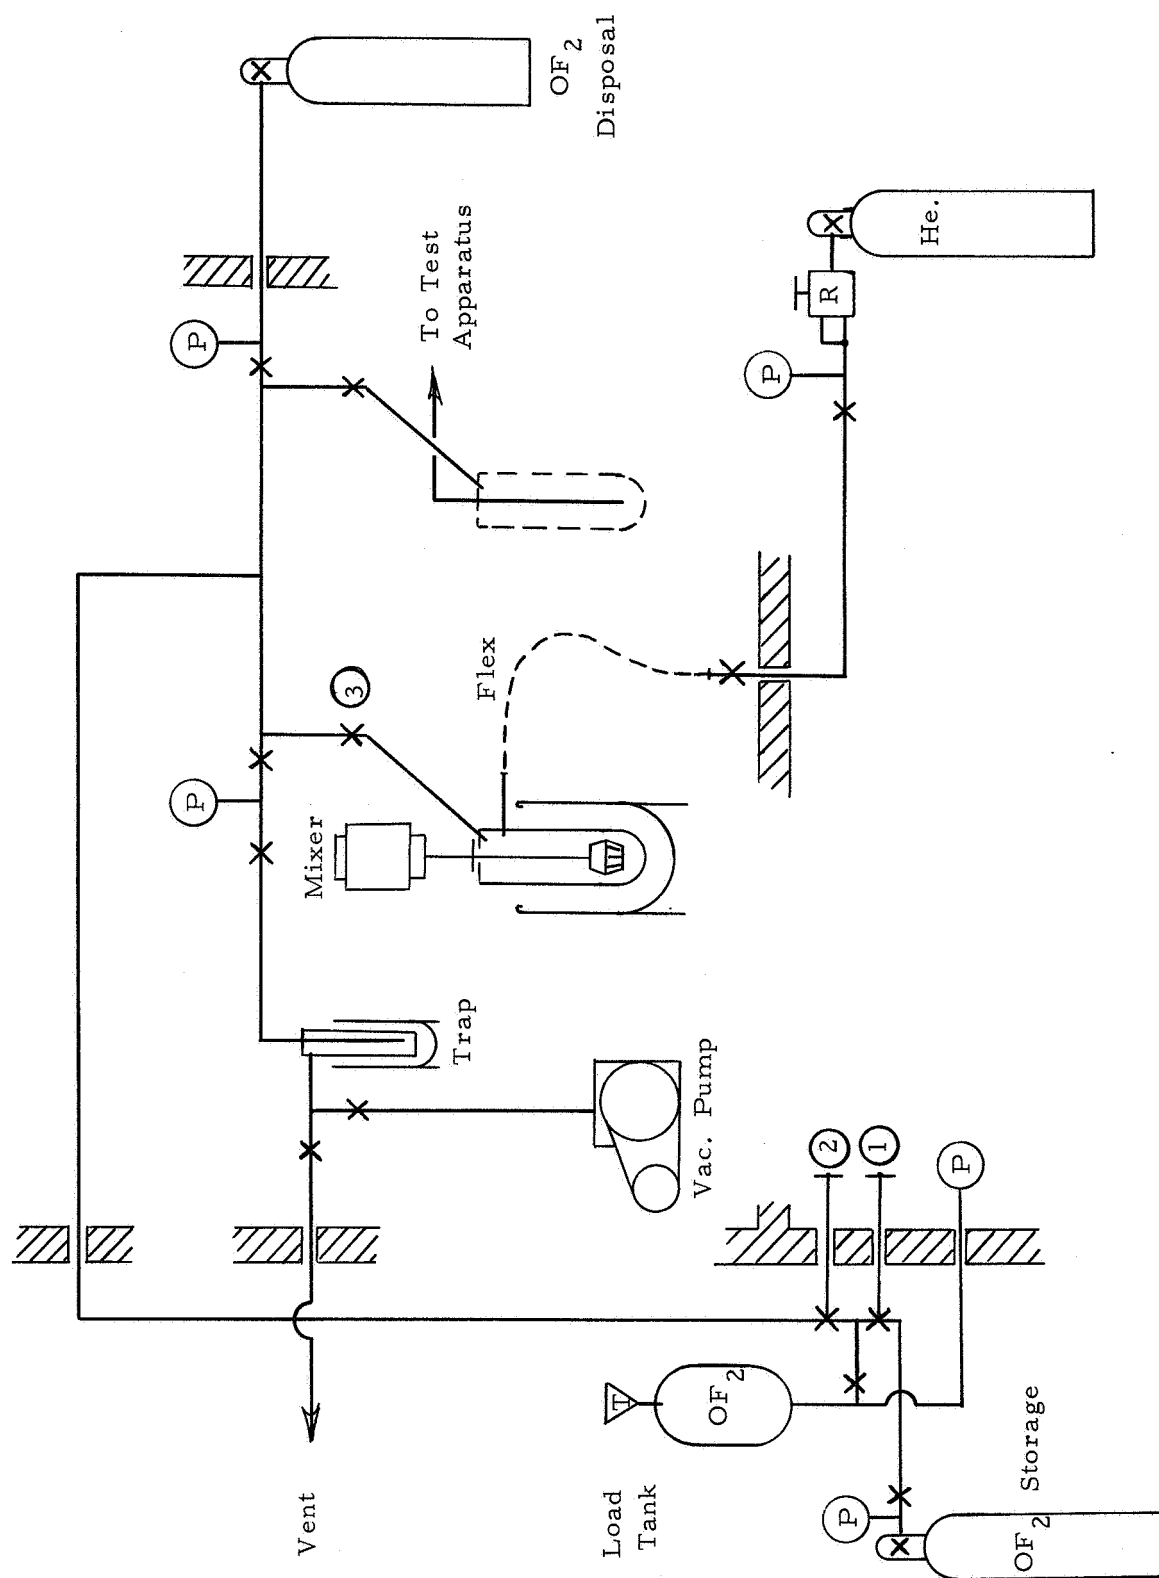 OF2
Disposal
P
To Test
Apparatus
He.
R
P
Flex
3
P
Mixer
Trap
Vac. Pump
2
1
P
T
OF2
Load
Tank
Vent
P
OF2
Storage